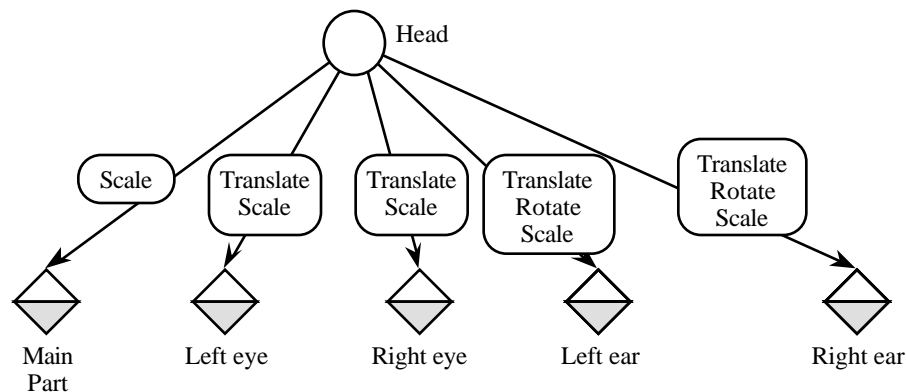 Head
Scale
Translate
Scale
Translate
Scale
Translate
Rotate
Scale
Translate
Rotate
Scale
Main
Part
Left eye
Right eye
Left ear
Right ear